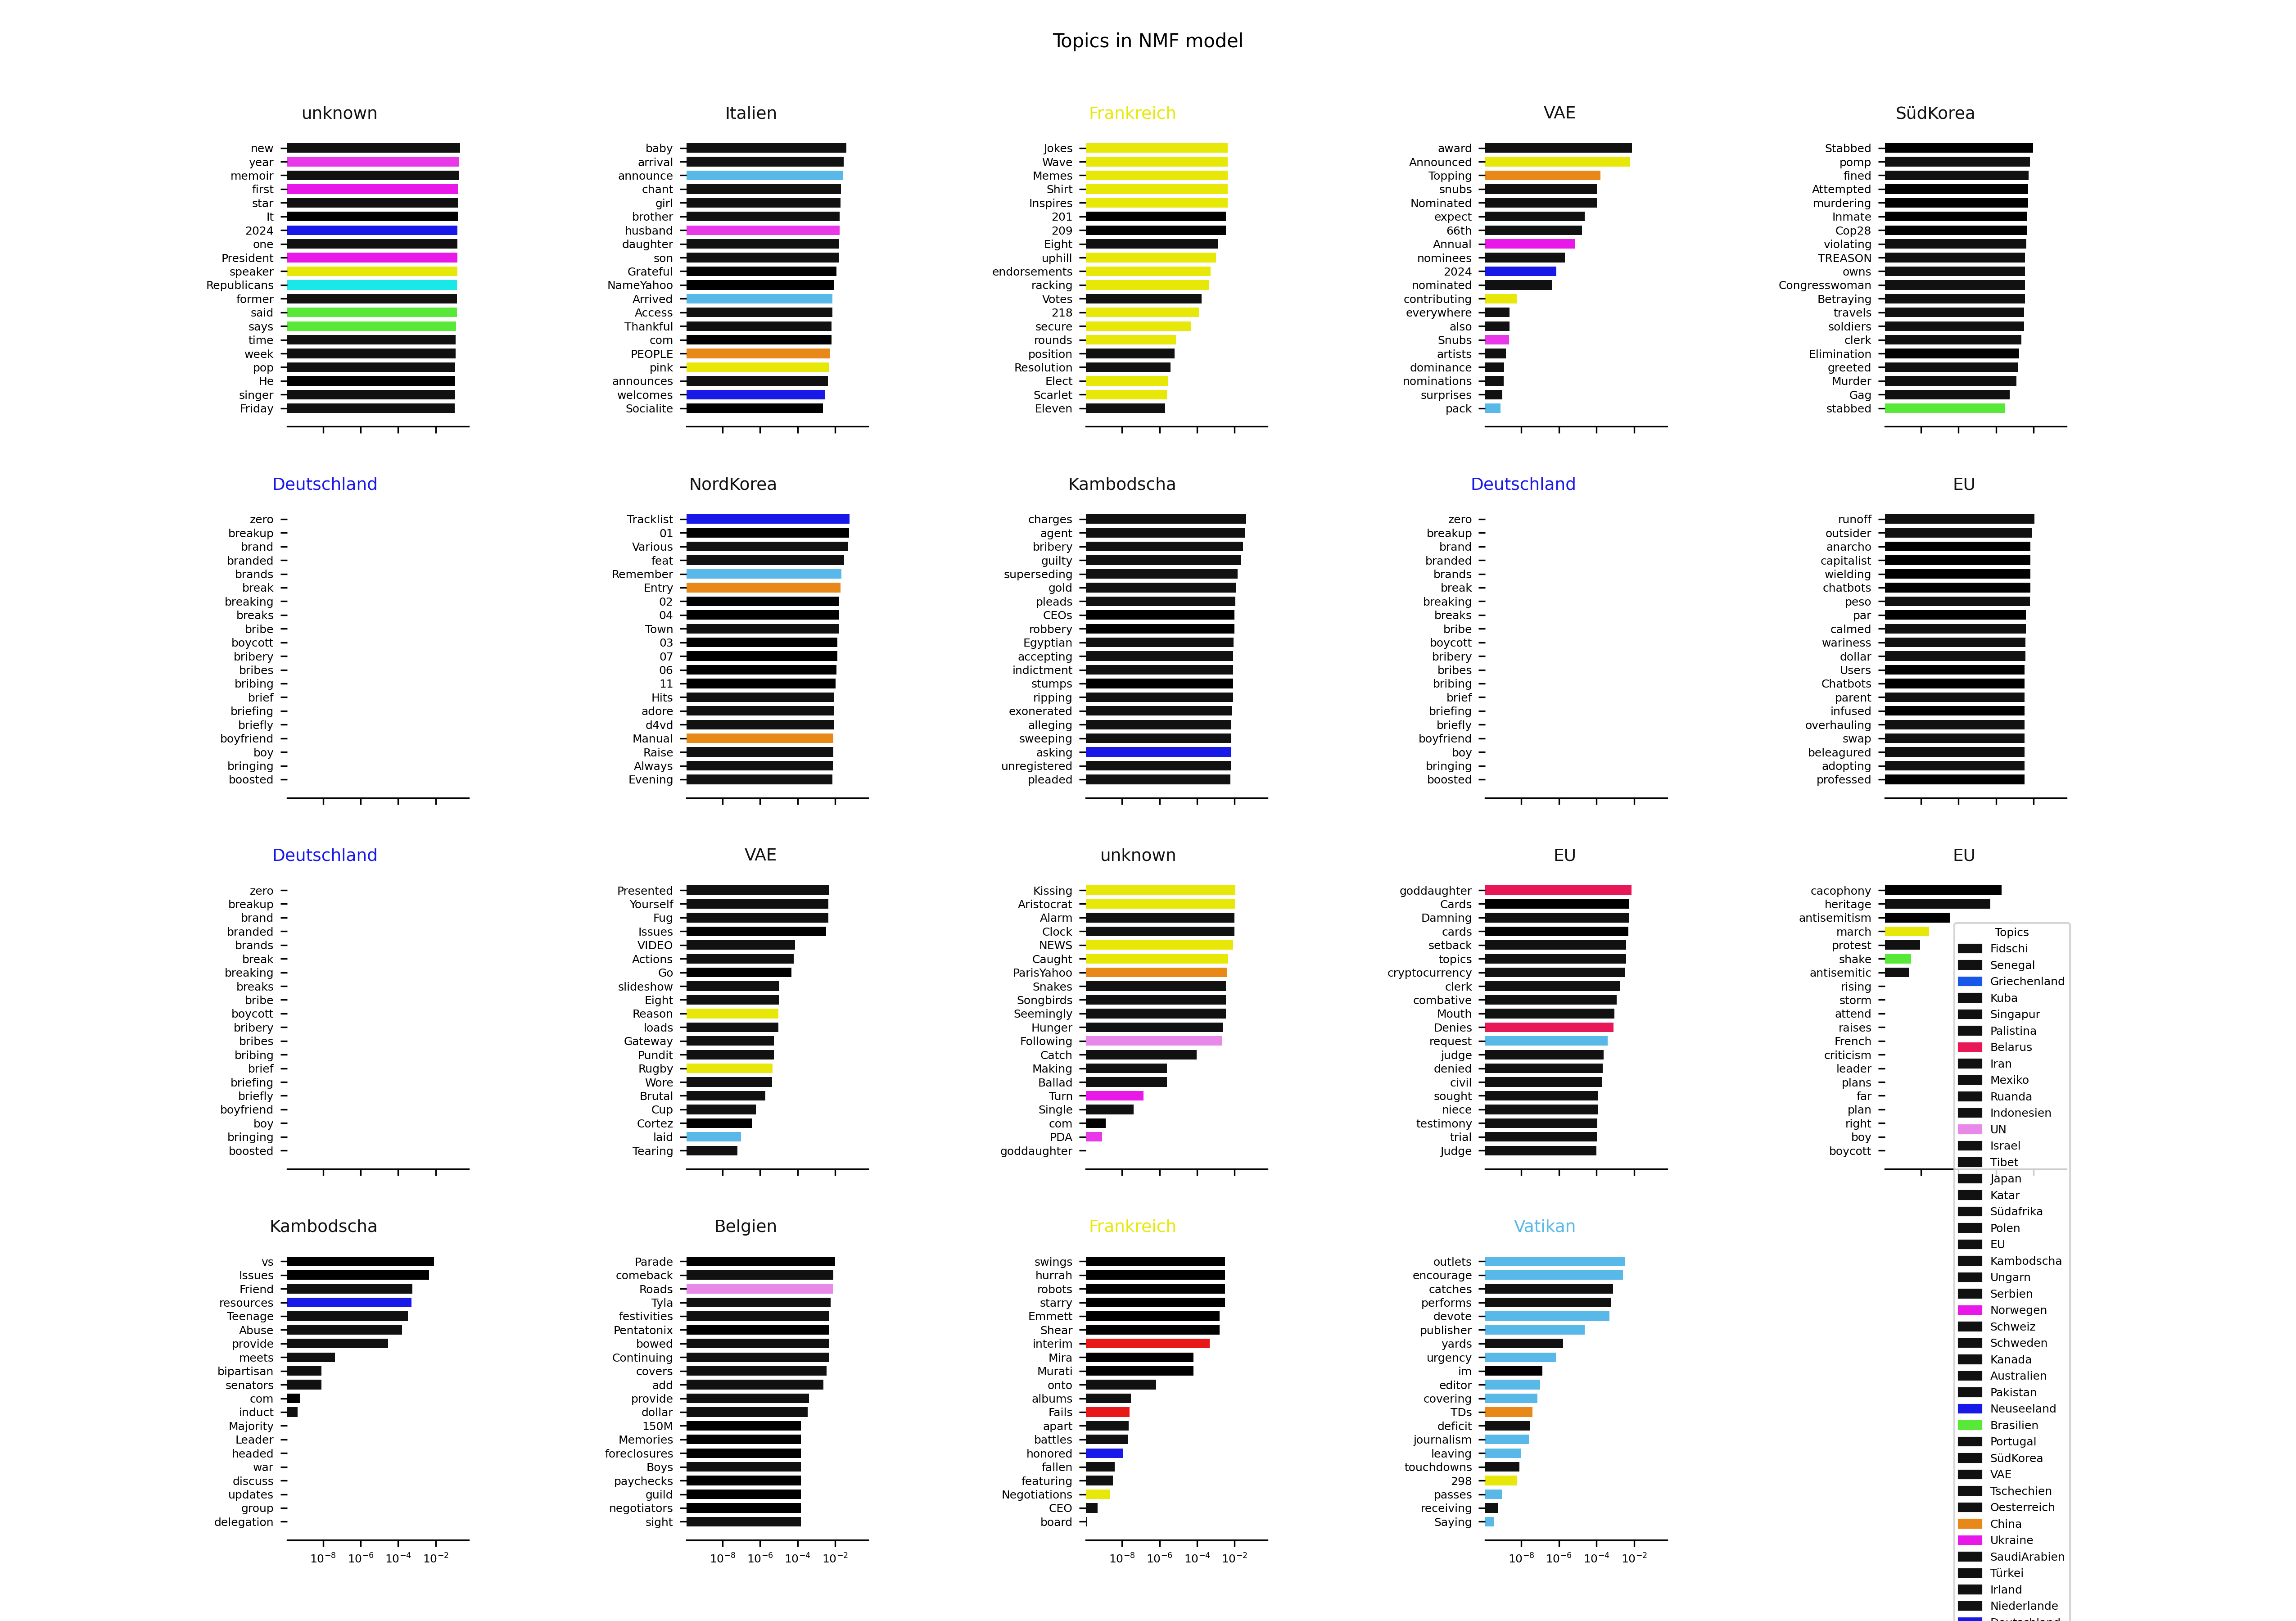 Topics in NMF model
unknown
new
year
memoir
first
star
It
2024
one
President
speaker
Republicans
former
said
says
time
week
pop
He
singer
Friday
Italien
baby
arrival
announce
chant
girl
brother
husband
daughter
son
Grateful
NameYahoo
Arrived
Access
Thankful
com
PEOPLE
pink
announces
welcomes
Socialite
Frankreich
Jokes
Wave
Memes
Shirt
Inspires
201
209
Eight
uphill
endorsements
racking
Votes
218
secure
rounds
position
Resolution
Elect
Scarlet
Eleven
VAE
award
Announced
Topping
snubs
Nominated
expect
66th
Annual
nominees
2024
nominated
contributing
everywhere
also
Snubs
artists
dominance
nominations
surprises
pack
SüdKorea
Stabbed
pomp
fined
Attempted
murdering
Inmate
Cop28
violating
TREASON
owns
Congresswoman
Betraying
travels
soldiers
clerk
Elimination
greeted
Murder
Gag
stabbed
Deutschland
zero
breakup
brand
branded
brands
break
breaking
breaks
bribe
boycott
bribery
bribes
bribing
brief
briefing
briefly
boyfriend
boy
bringing
boosted
NordKorea
Tracklist
01
Various
feat
Remember
Entry
02
04
Town
03
07
06
11
Hits
adore
d4vd
Manual
Raise
Always
Evening
Kambodscha
charges
agent
bribery
guilty
superseding
gold
pleads
CEOs
robbery
Egyptian
accepting
indictment
stumps
ripping
exonerated
alleging
sweeping
asking
unregistered
pleaded
Deutschland
zero
breakup
brand
branded
brands
break
breaking
breaks
bribe
boycott
bribery
bribes
bribing
brief
briefing
briefly
boyfriend
boy
bringing
boosted
EU
runoff
outsider
anarcho
capitalist
wielding
chatbots
peso
par
calmed
wariness
dollar
Users
Chatbots
parent
infused
overhauling
swap
beleagured
adopting
professed
Deutschland
zero
breakup
brand
branded
brands
break
breaking
breaks
bribe
boycott
bribery
bribes
bribing
brief
briefing
briefly
boyfriend
boy
bringing
boosted
VAE
Presented
Yourself
Fug
Issues
VIDEO
Actions
Go
slideshow
Eight
Reason
loads
Gateway
Pundit
Rugby
Wore
Brutal
Cup
Cortez
laid
Tearing
unknown
Kissing
Aristocrat
Alarm
Clock
NEWS
Caught
ParisYahoo
Snakes
Songbirds
Seemingly
Hunger
Following
Catch
Making
Ballad
Turn
Single
com
PDA
goddaughter
EU
goddaughter
Cards
Damning
cards
setback
topics
cryptocurrency
clerk
combative
Mouth
Denies
request
judge
denied
civil
sought
niece
testimony
trial
Judge
EU
cacophony
heritage
antisemitism
march
protest
shake
antisemitic
rising
storm
attend
raises
French
criticism
leader
plans
far
plan
right
boy
boycott
Kambodscha
vs
Issues
Friend
resources
Teenage
Abuse
provide
meets
bipartisan
senators
com
induct
Majority
Leader
headed
war
discuss
updates
group
delegation
10⁻⁸ 10⁻⁶ 10⁻⁴ 10⁻²
Belgien
Parade
comeback
Roads
Tyla
festivities
Pentatonix
bowed
Continuing
covers
add
provide
dollar
150M
Memories
foreclosures
Boys
paychecks
guild
negotiators
sight
10⁻⁸ 10⁻⁶ 10⁻⁴ 10⁻²
Frankreich
swings
hurrah
robots
starry
Emmett
Shear
interim
Mira
Murati
onto
albums
Fails
apart
battles
honored
fallen
featuring
Negotiations
CEO
board
10⁻⁸ 10⁻⁶ 10⁻⁴ 10⁻²
Vatikan
outlets
encourage
catches
performs
devote
publisher
yards
urgency
im
editor
covering
TDs
deficit
journalism
leaving
touchdowns
298
passes
receiving
Saying
10⁻⁸ 10⁻⁶ 10⁻⁴ 10⁻²
Topics
Fidschi
Senegal
Griechenland
Kuba
Singapur
Palistina
Belarus
Iran
Mexiko
Ruanda
Indonesien
UN
Israel
Tibet
Japan
Katar
Südafrika
Polen
EU
Kambodscha
Ungarn
Serbien
Norwegen
Schweiz
Schweden
Kanada
Australien
Pakistan
Neuseeland
Brasilien
Portugal
SüdKorea
VAE
Tschechien
Oesterreich
China
Ukraine
SaudiArabien
Türkei
Irland
Niederlande
Deutschland